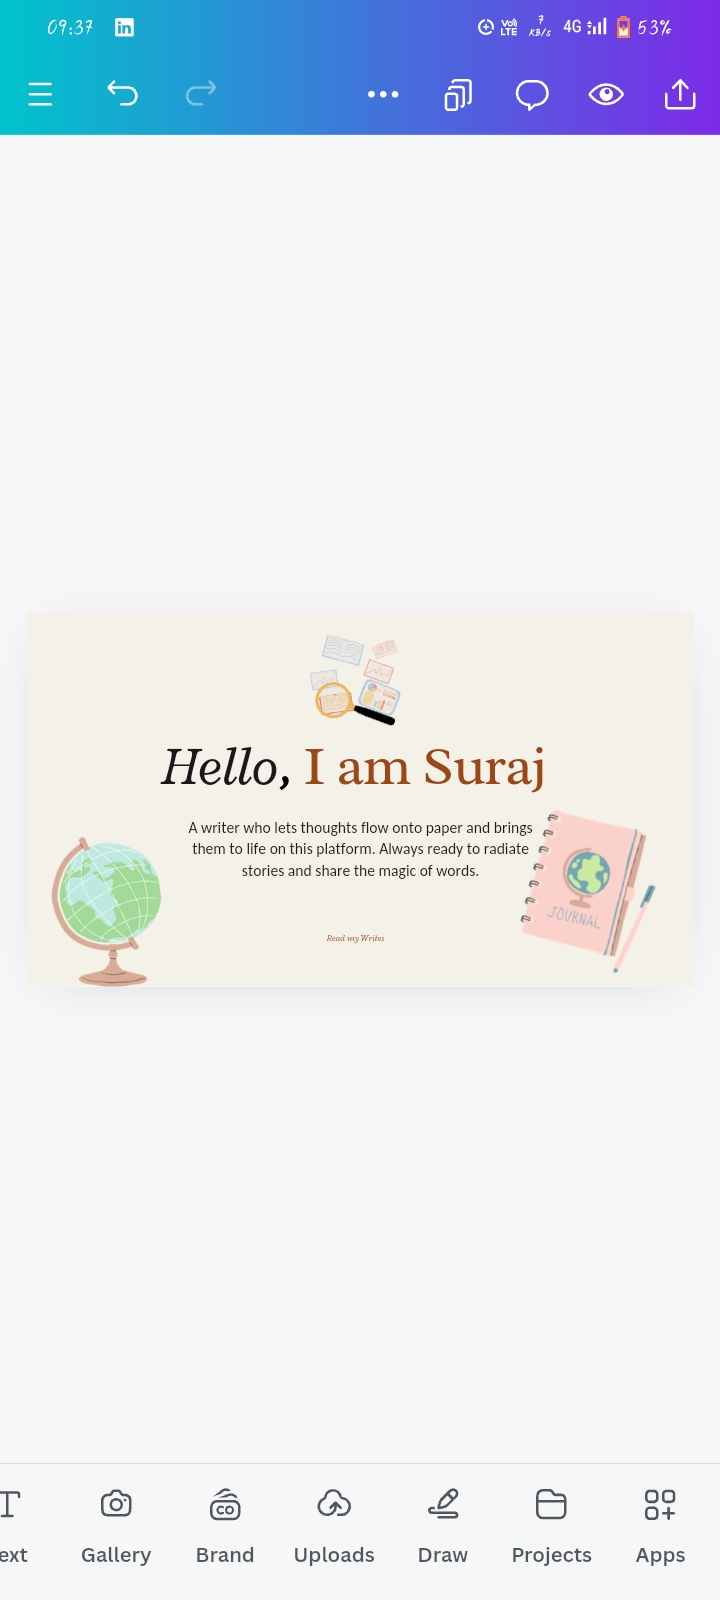 09:37
Vo)
LTE
7
KB/s
4G
53%
Hello, I am Suraj
A writer who lets thoughts flow onto paper and brings
them to life on this platform. Always ready to radiate
stories and share the magic of words.
JOURNAL
Read my Writes
ext
Gallery
Brand
Uploads
Draw
Projects
Apps